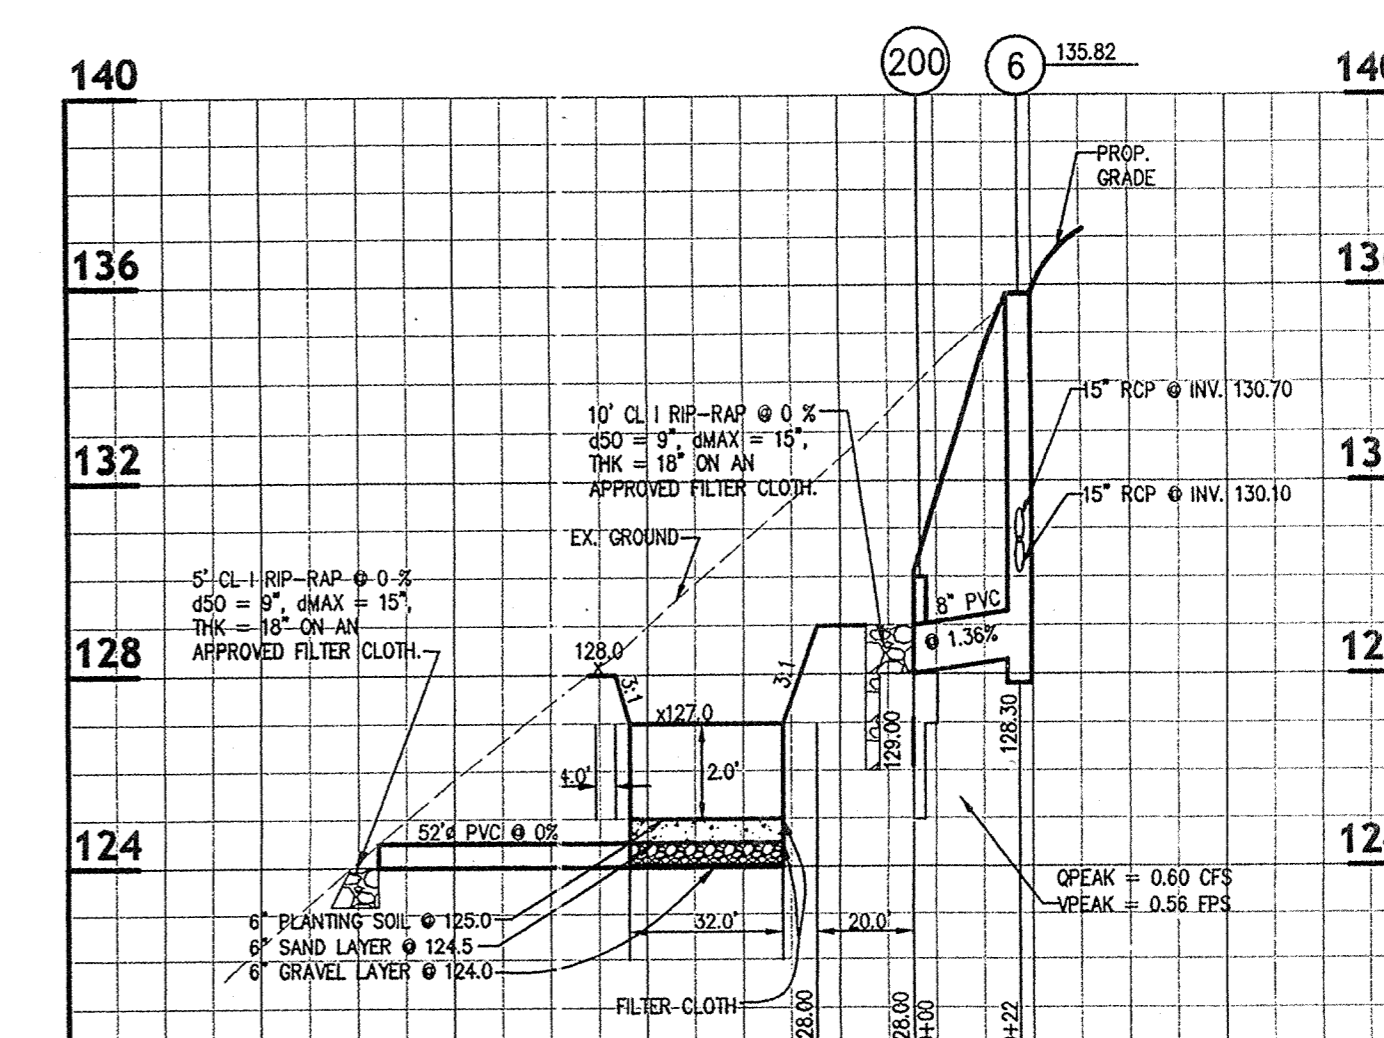 200
6
135.82
140
140
PROP.
GRADE
136
13
15" RCP @ INV. 130.70
10' CL I RIP-RAP @ 0 %
d50 = 9", dMAX = 15",
THK = 18" ON AN
APPROVED FILTER CLOTH.
132
13
15" RCP @ INV. 130.10
EX. GROUND
5' CL I RIP-RAP @ 0 %
d50 = 9", dMAX = 15",
THK = 18" ON AN
APPROVED FILTER CLOTH.
8" PVC
@ 1.36%
128
128.0
3:1
3:1
12
x127.0
129.00
128.30
4.0'
2.0'
124
52'ø PVC @ 0%
12
QPEAK = 0.60 CFS
VPEAK = 0.56 FPS
6" PLANTING SOIL @ 125.0
6" SAND LAYER @ 124.5
6" GRAVEL LAYER @ 124.0
32.0'
20.0'
FILTER CLOTH
28.00
28.00
+00
+22